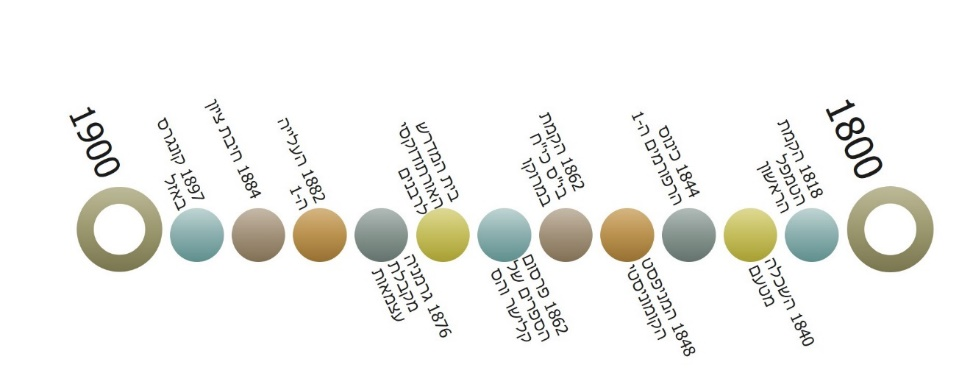 1800
1818 הקמת
הטמפל
הראשון
1840 השכלה
מטעם
1844 כינוס
הרפורמים ה-1
1848 המניפסט
הקומוניסטי
1862 הקמת
בי"ס כי"ח
במרוקו
1862 פרסום
הספרים של
קלישר והס
בית המדרש
האורתודוקסי
לרבנים
1876 גרמניה
מקבלת
עצמאות
1882 העלייה
ה-1
1884 חיבת ציון
1897 קונגרס
באזל
1900